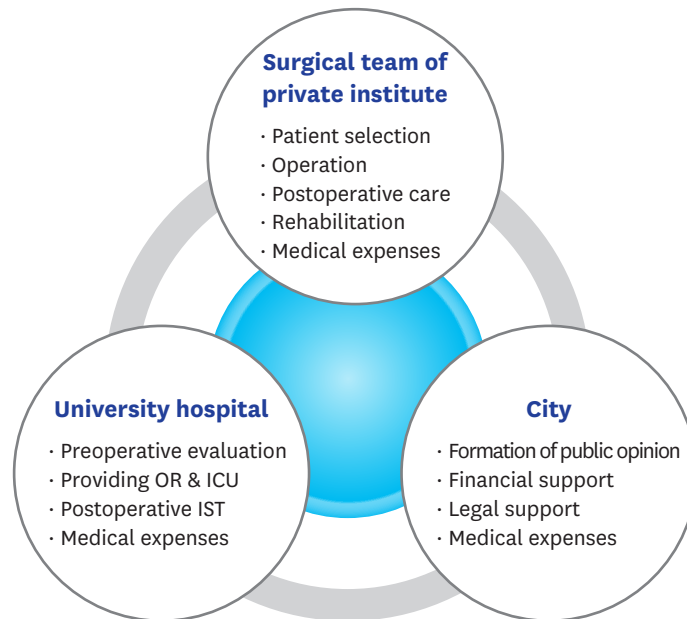 Surgical team of
private institute
· Patient selection
· Operation
· Postoperative care
· Rehabilitation
· Medical expenses
University hospital
· Preoperative evaluation
· Providing OR & ICU
· Postoperative IST
· Medical expenses
City
· Formation of public opinion
· Financial support
· Legal support
· Medical expenses